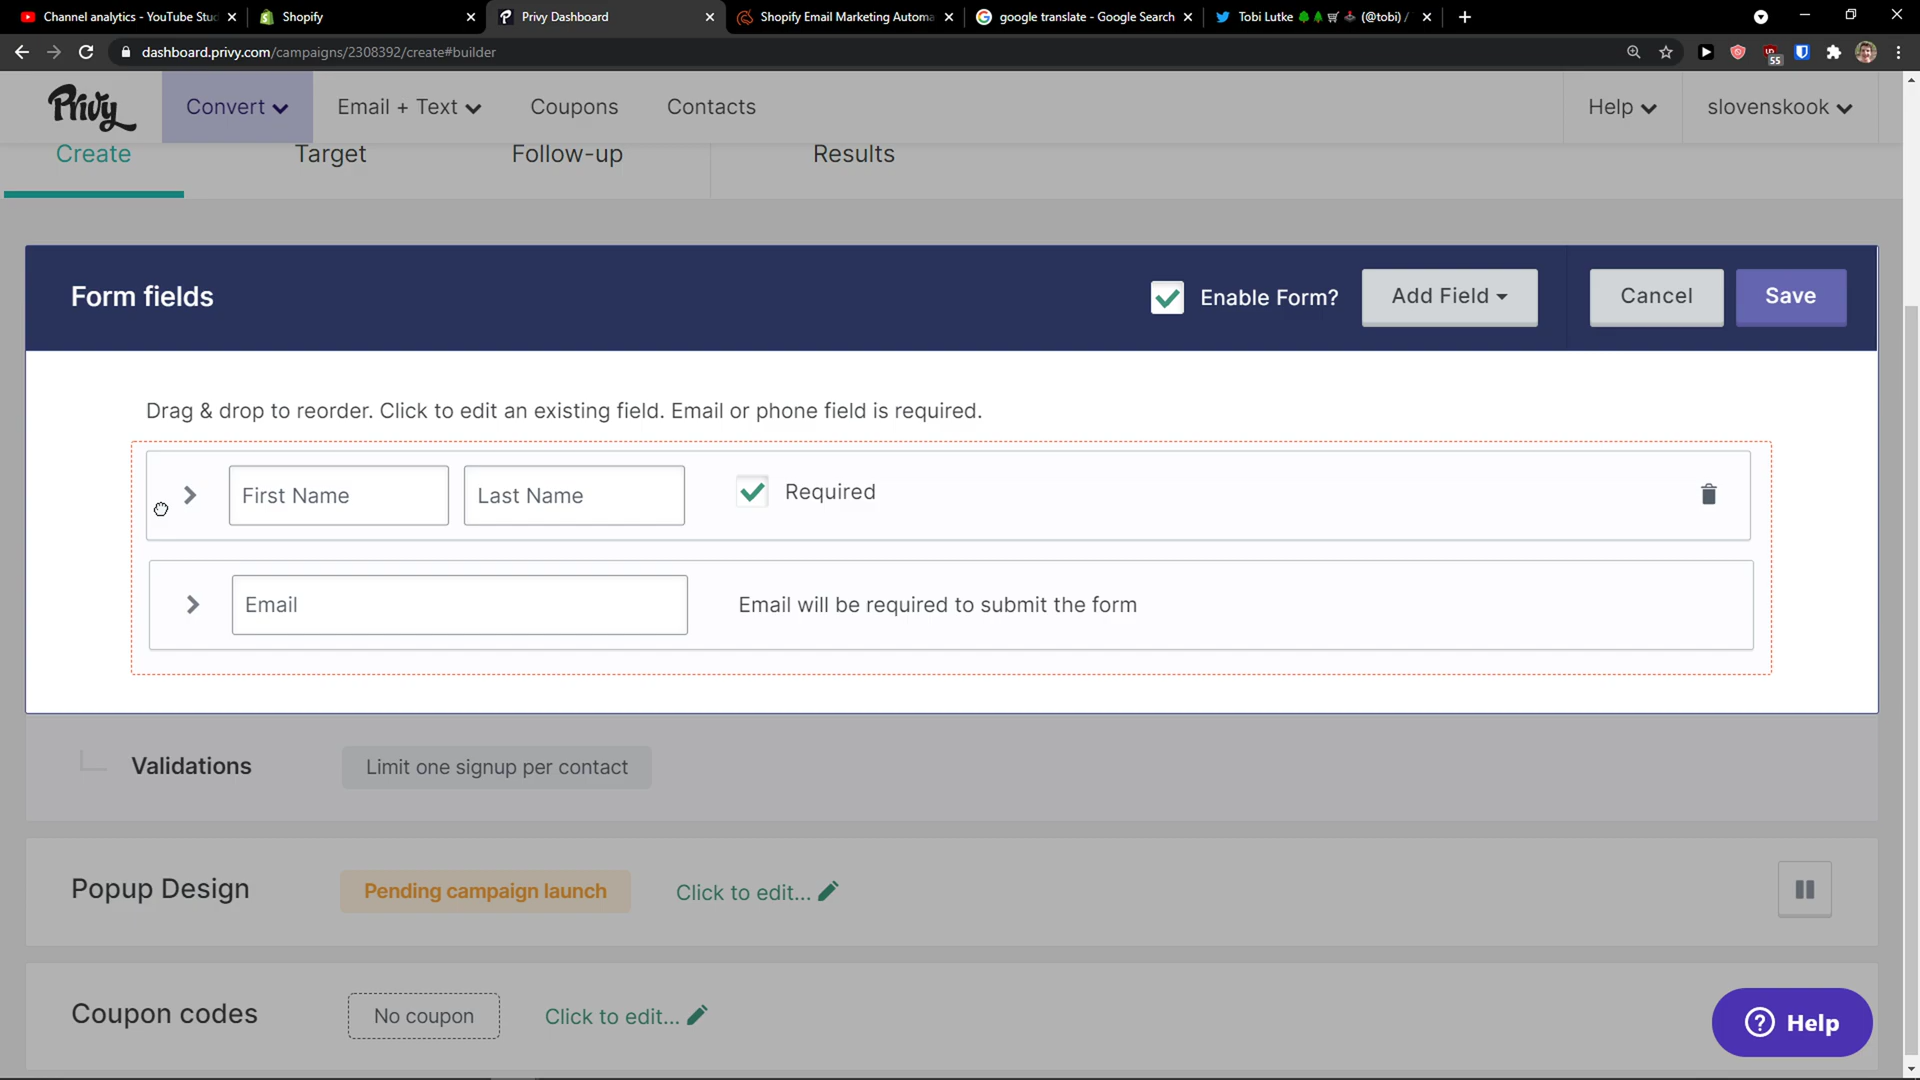 Channel analytics - YouTube Stu
Shopify
Privy Dashboard
Shopify Email Marketing Automa
google translate - Google Search
Tobi Lutke 🌲🌲🛒🕹 (@tobi) /
dashboard.privy.com/campaigns/2308392/create#builder
55
Privy
Convert
Email + Text
Coupons
Contacts
Help
slovenskook
Create
Target
Follow-up
Results
Form fields
Enable Form?
Add Field
Cancel
Save
Drag & drop to reorder. Click to edit an existing field. Email or phone field is required.
First Name
Last Name
Required
Email
Email will be required to submit the form
Validations
Limit one signup per contact
Popup Design
Pending campaign launch
Click to edit...
Coupon codes
No coupon
Click to edit...
Help